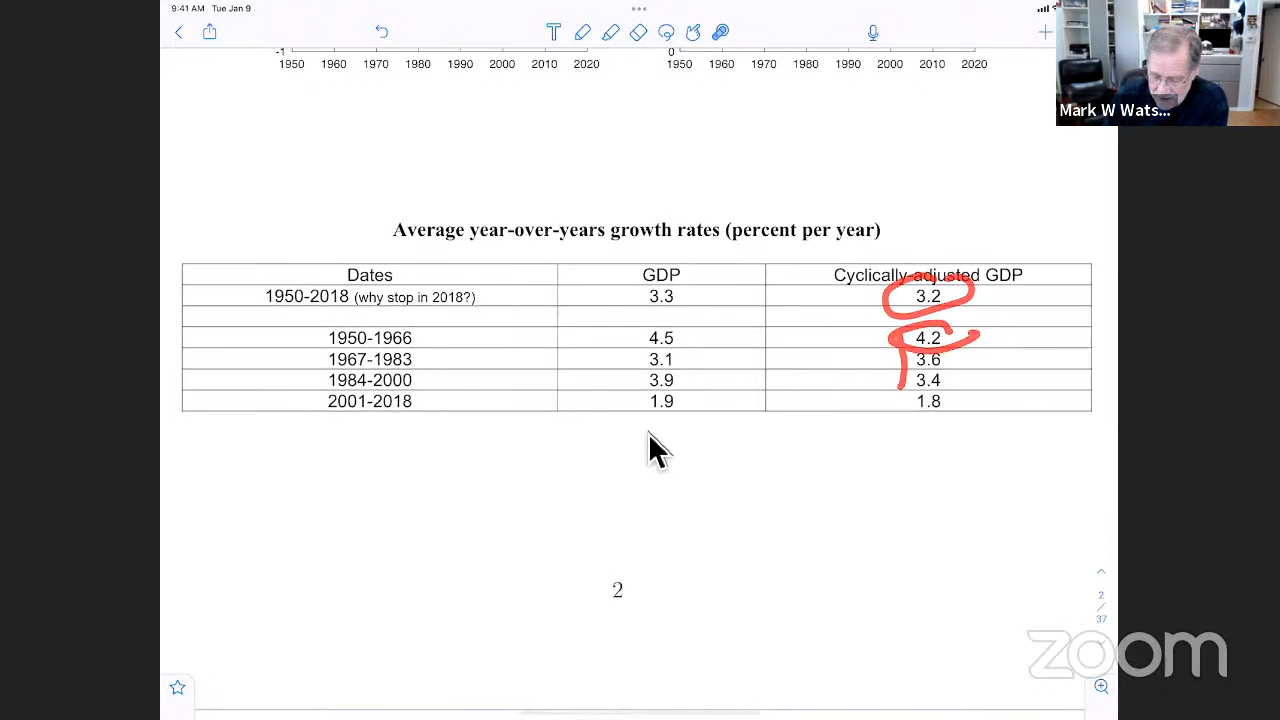 9:41 AM Tue Jan 9
-1
1950 1960 1970 1980 1990 2000 2010 2020
0
1950 1960 1970 1980 1990 2000 2010 2020
Mark W Wats...
Average year-over-years growth rates (percent per year)
Dates GDP Cyclically-adjusted GDP
1950-2018 (why stop in 2018?) 3.3 3.2
1950-1966 4.5 4.2
1967-1983 3.1 3.6
1984-2000 3.9 3.4
2001-2018 1.9 1.8
2
2
/
37
zoom